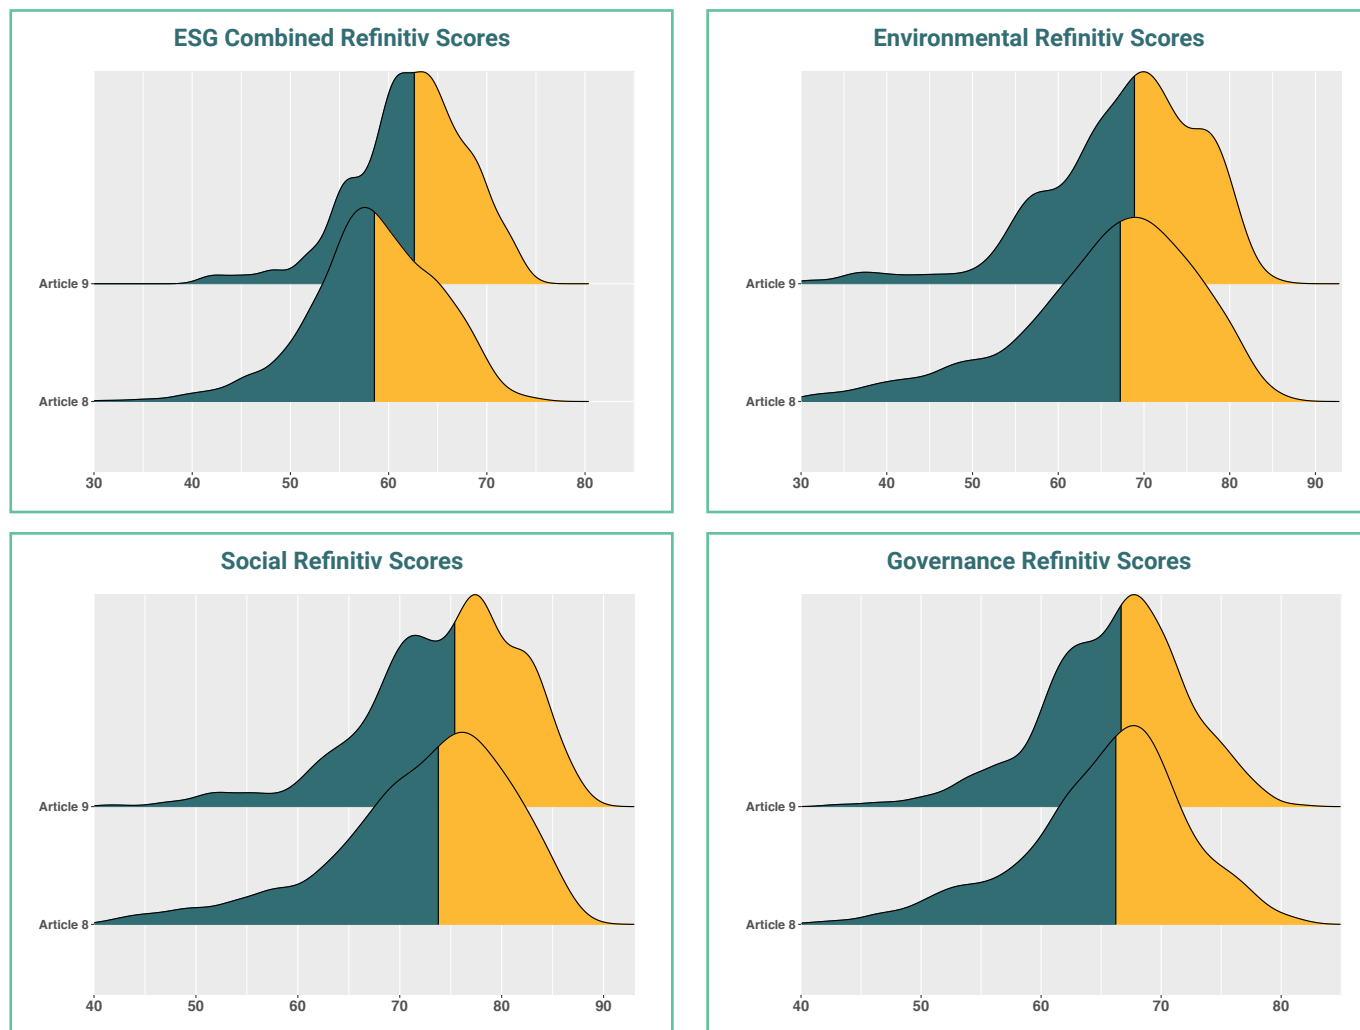 ESG Combined Refinitiv Scores
Article 9
Article 8
30 40 50 60 70 80
Environmental Refinitiv Scores
Article 9
Article 8
30 40 50 60 70 80 90
Social Refinitiv Scores
Article 9
Article 8
40 50 60 70 80 90
Governance Refinitiv Scores
Article 9
Article 8
40 50 60 70 80